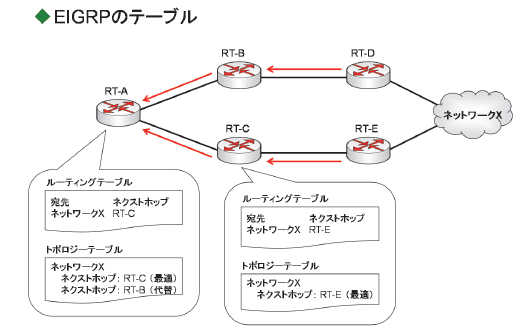 ◆EIGRPのテーブル
RT-B
RT-D
RT-A
ネットワークX
RT-C
RT-E
ルーティングテーブル
宛先 ネクストホップ
ネットワークX RT-C
トポロジーテーブル
ネットワークX
ネクストホップ: RT-C (最適)
ネクストホップ: RT-B (代替)
ルーティングテーブル
宛先 ネクストホップ
ネットワークX RT-E
トポロジーテーブル
ネットワークX
ネクストホップ: RT-E (最適)